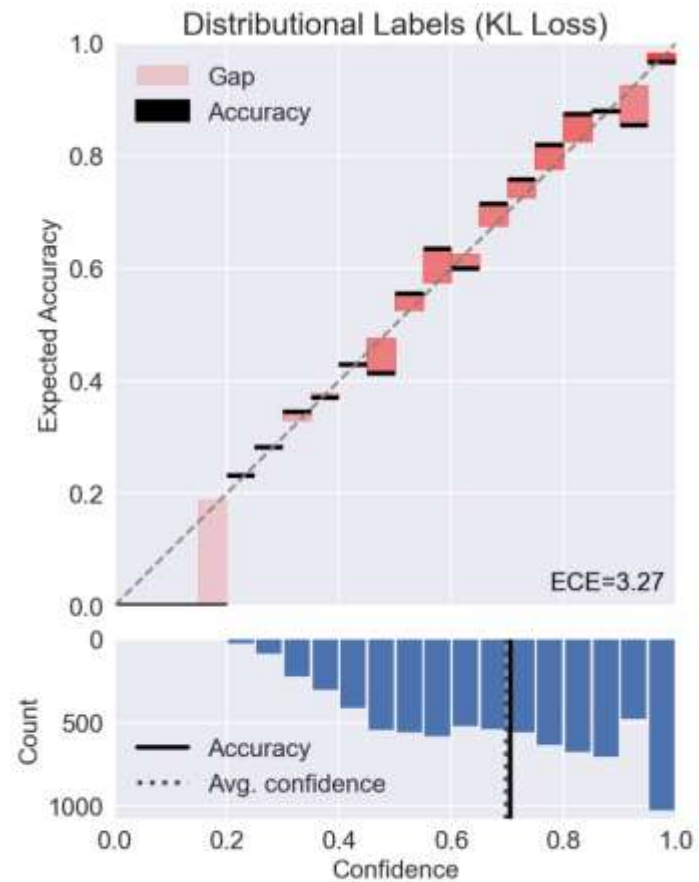 Distributional Labels (KL Loss)
1.0
Gap
Accuracy
0.8
0.6
Expected Accuracy
0.4
0.2
ECE=3.27
0.0
0
500
Count
Accuracy
Avg. confidence
1000
0.0 0.2 0.4 0.6 0.8 1.0
Confidence